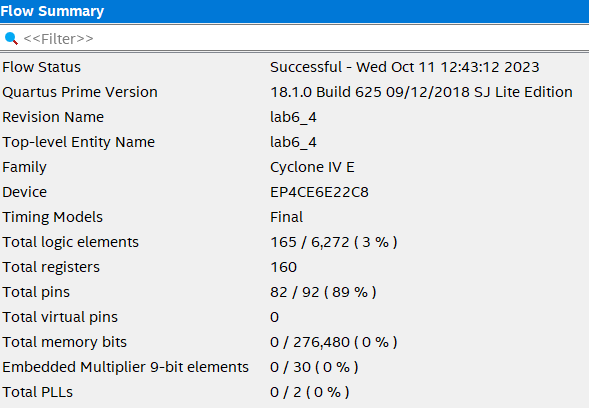 Flow Summary
<<Filter>>
Flow Status Successful - Wed Oct 11 12:43:12 2023
Quartus Prime Version 18.1.0 Build 625 09/12/2018 SJ Lite Edition
Revision Name lab6_4
Top-level Entity Name lab6_4
Family Cyclone IV E
Device EP4CE6E22C8
Timing Models Final
Total logic elements 165 / 6,272 ( 3 % )
Total registers 160
Total pins 82 / 92 ( 89 % )
Total virtual pins 0
Total memory bits 0 / 276,480 ( 0 % )
Embedded Multiplier 9-bit elements 0 / 30 ( 0 % )
Total PLLs 0 / 2 ( 0 % )